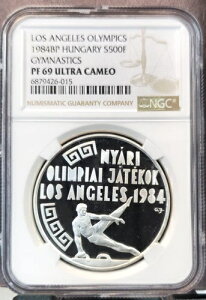 LOS ANGELES OLYMPICS
1984BP HUNGARY S500F
GYMNASTICS
PF 69 ULTRA CAMEO
6879426-015
NUMISMATIC GUARANTY COMPANY
NGC
NYÁRI
OLIMPIAI JÁTÉKOK
LOS ANGELES 1984